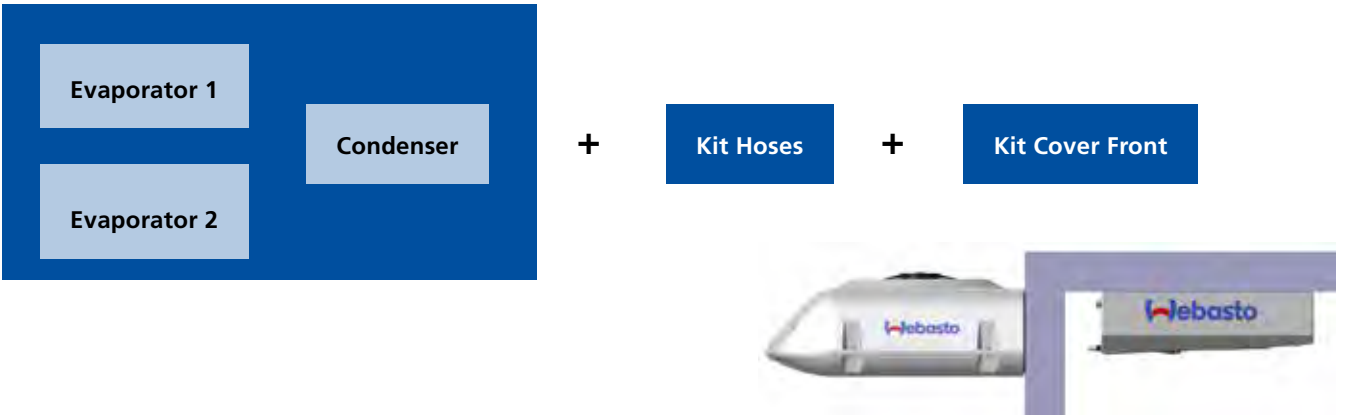 Evaporator 1
Evaporator 2
Condenser
+
Kit Hoses
+
Kit Cover Front
Webasto
Webasto